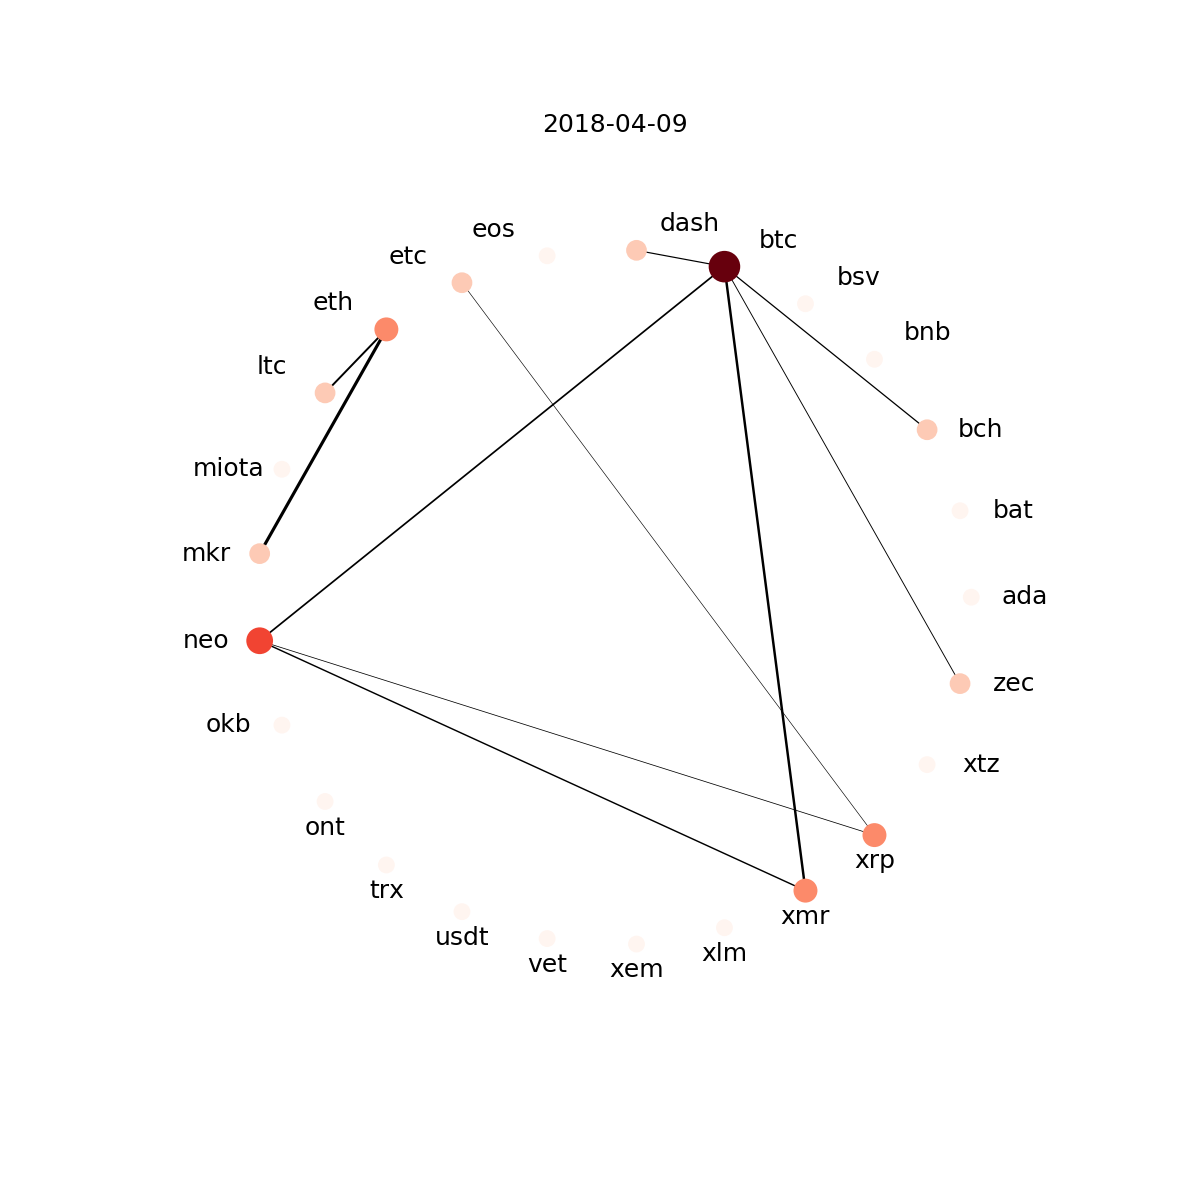 2018-04-09
dash
eos
btc
etc
bsv
eth
bnb
ltc
bch
miota
bat
mkr
ada
neo
zec
okb
xtz
ont
xrp
trx
xmr
usdt
xlm
vet
xem